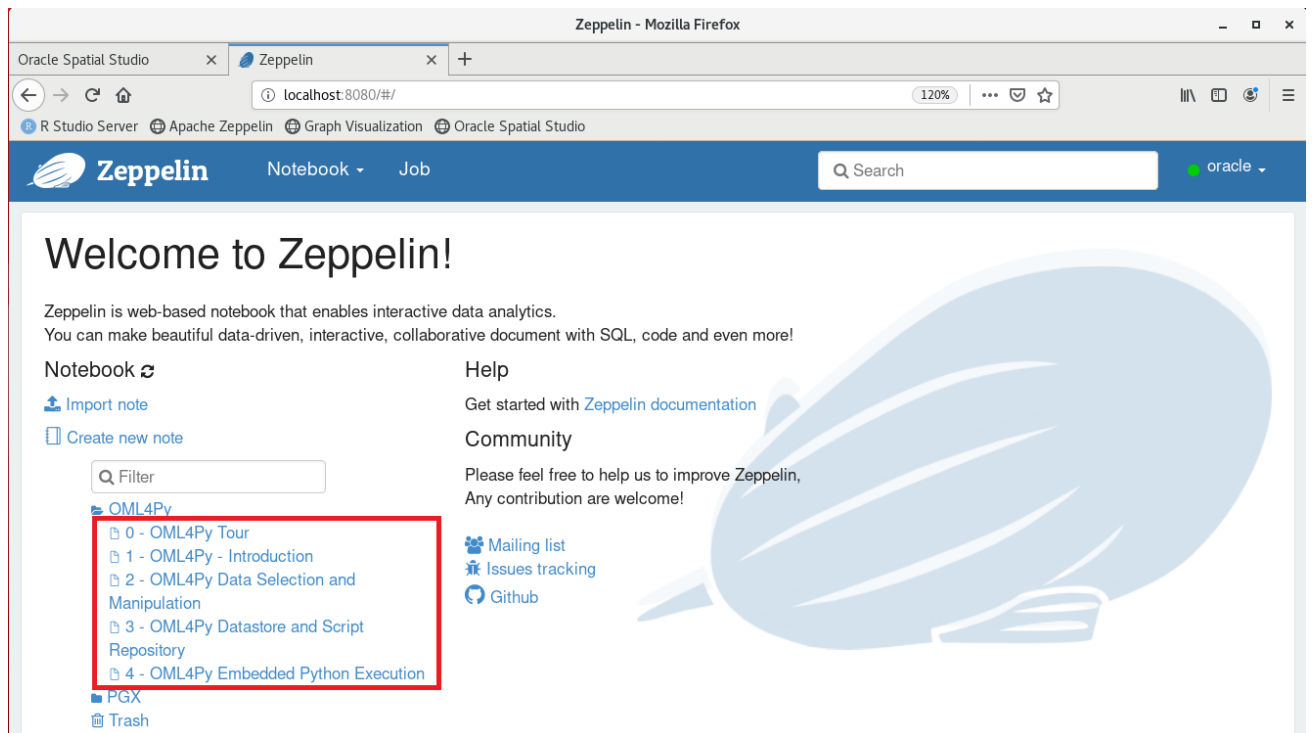 Zeppelin - Mozilla Firefox
Oracle Spatial Studio
Zeppelin
localhost:8080/#/
120%
R Studio Server Apache Zeppelin Graph Visualization Oracle Spatial Studio
Zeppelin Notebook Job Search oracle
Welcome to Zeppelin!
Zeppelin is web-based notebook that enables interactive data analytics.
You can make beautiful data-driven, interactive, collaborative document with SQL, code and even more!
Notebook
Import note
Create new note
Filter
OML4Py
0 - OML4Py Tour
1 - OML4Py - Introduction
2 - OML4Py Data Selection and
Manipulation
3 - OML4Py Datastore and Script
Repository
4 - OML4Py Embedded Python Execution
PGX
Trash
Help
Get started with Zeppelin documentation
Community
Please feel free to help us to improve Zeppelin,
Any contribution are welcome!
Mailing list
Issues tracking
Github